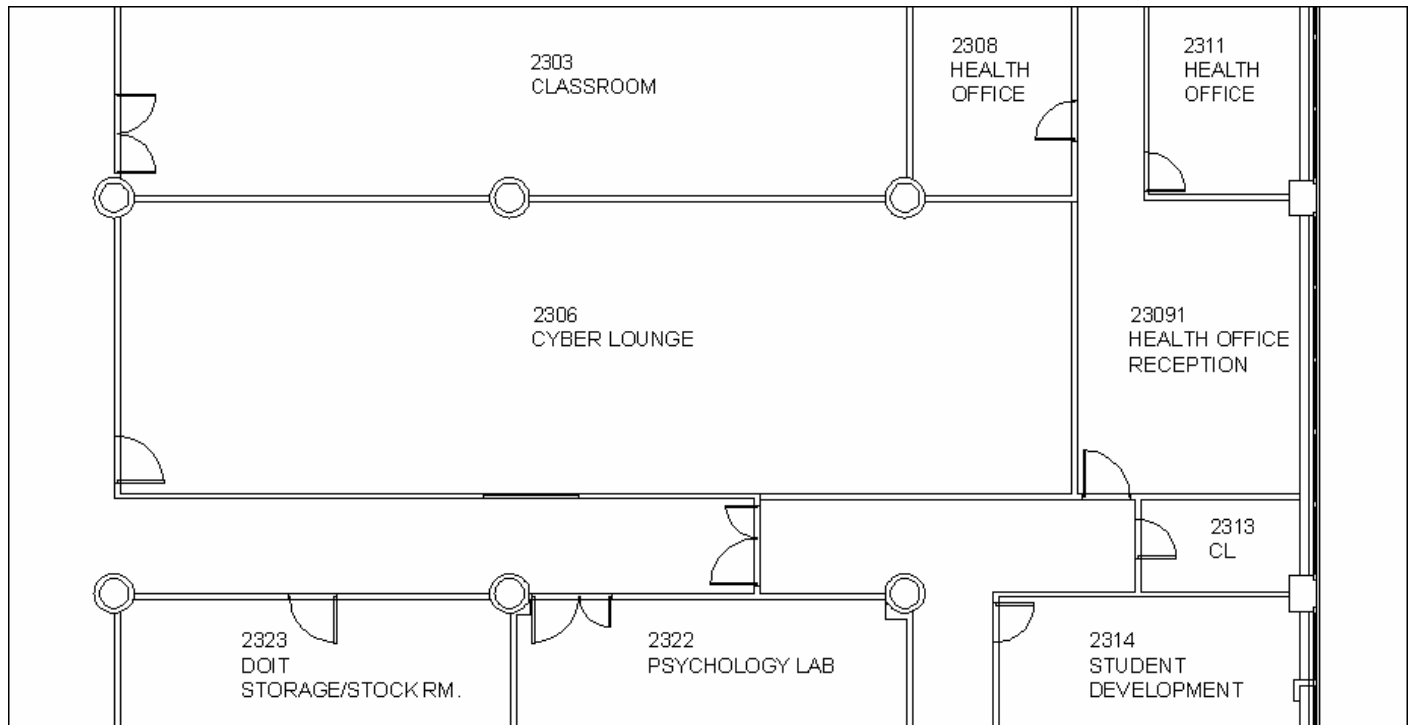 2303
CLASSROOM
2308
HEALTH
OFFICE
2311
HEALTH
OFFICE
2306
CYBER LOUNGE
23091
HEALTH OFFICE
RECEPTION
2313
CL
2323
DOIT
STORAGE/STOCK RM.
2322
PSYCHOLOGY LAB
2314
STUDENT
DEVELOPMENT